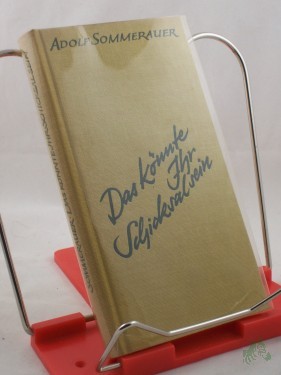 ADOLF SOMMERAUER
Das könnte
Ihr
Schicksal sein